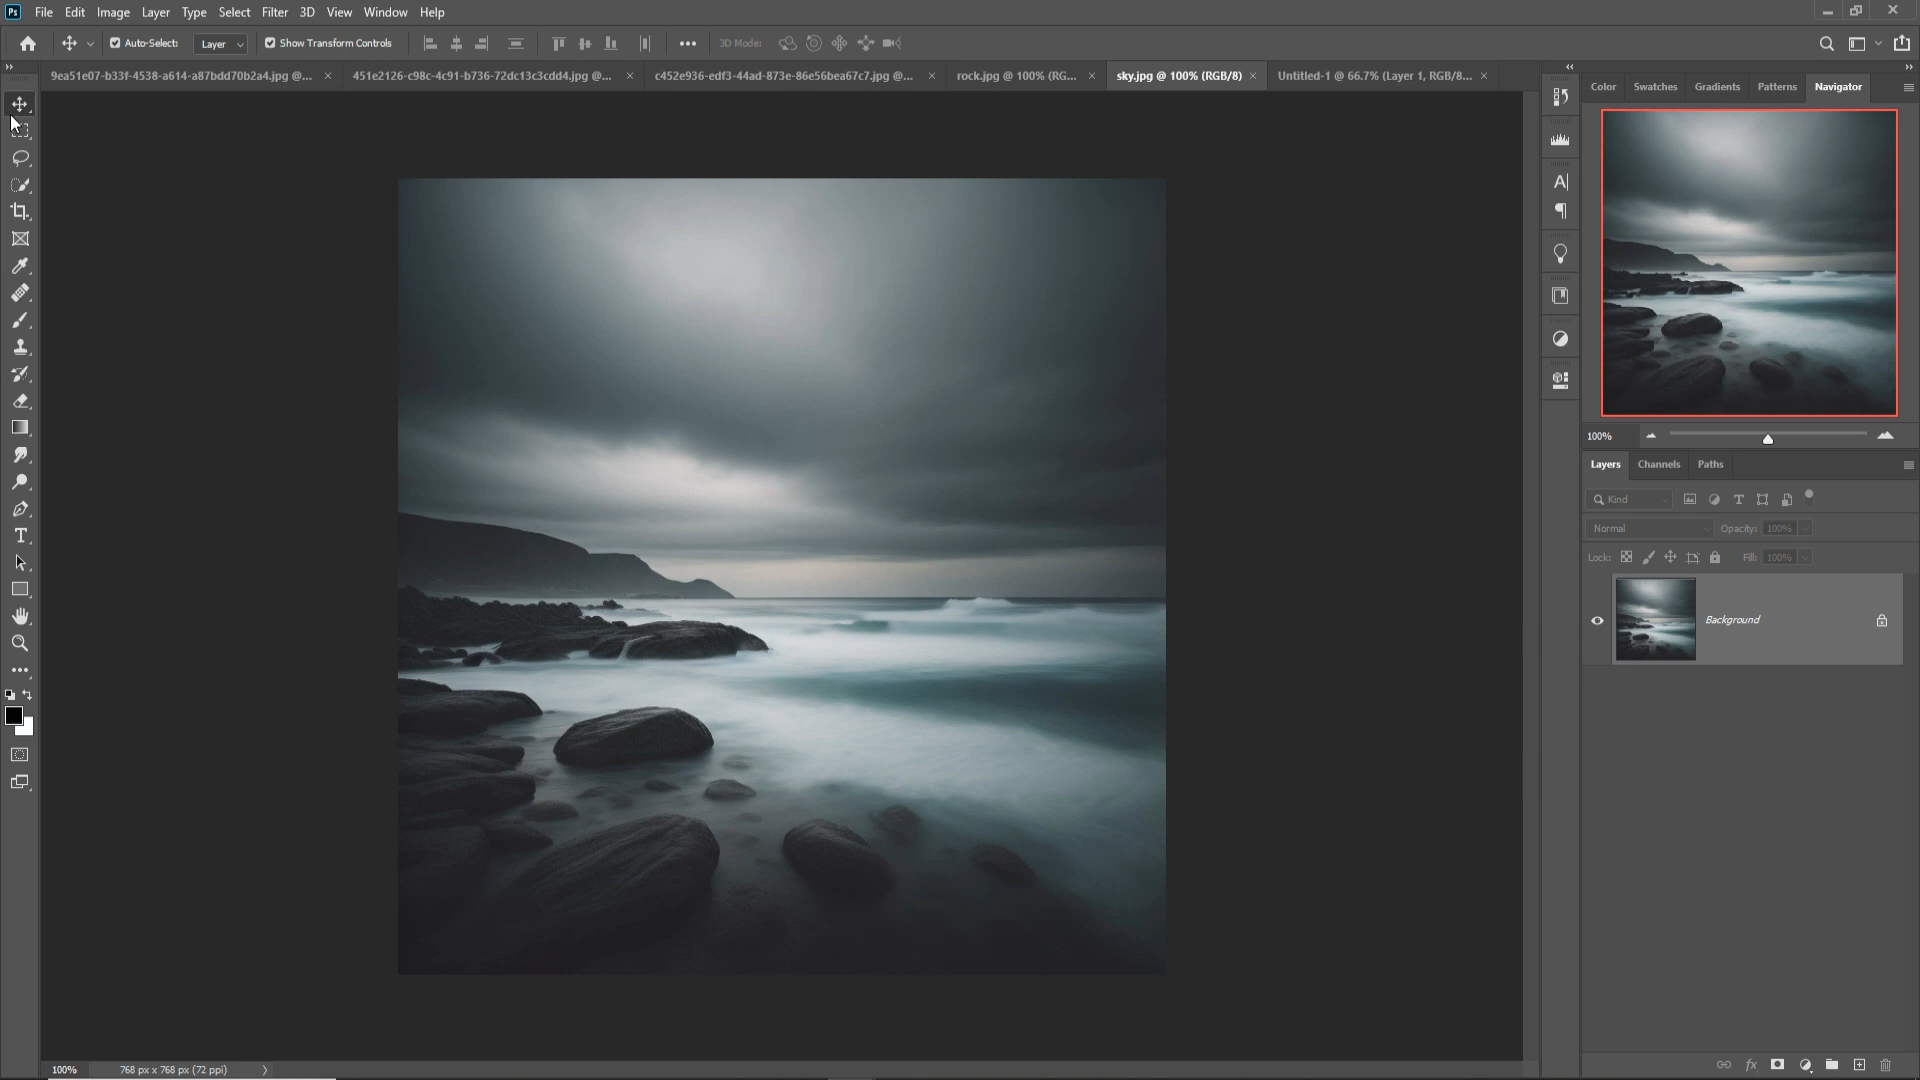 Ps File Edit Image Layer Type Select Filter 3D View Window Help
Auto-Select: Layer Show Transform Controls 3D Mode:
9ea51e07-b33f-4538-a614-a87bdd70b2a4.jpg @... × 451e2126-c98c-4c91-b736-72dc13c3cdd4.jpg @... × c452e936-edf3-44ad-873e-86e56bea67c7.jpg @... × rock.jpg @ 100% (RG... × sky.jpg @ 100% (RGB/8) × Untitled-1 @ 66.7% (Layer 1, RGB/8... ×
Color Swatches Gradients Patterns Navigator
100%
Layers Channels Paths
Kind
Normal Opacity: 100%
Lock: Fill: 100%
Background
100% 768 px x 768 px (72 ppi)